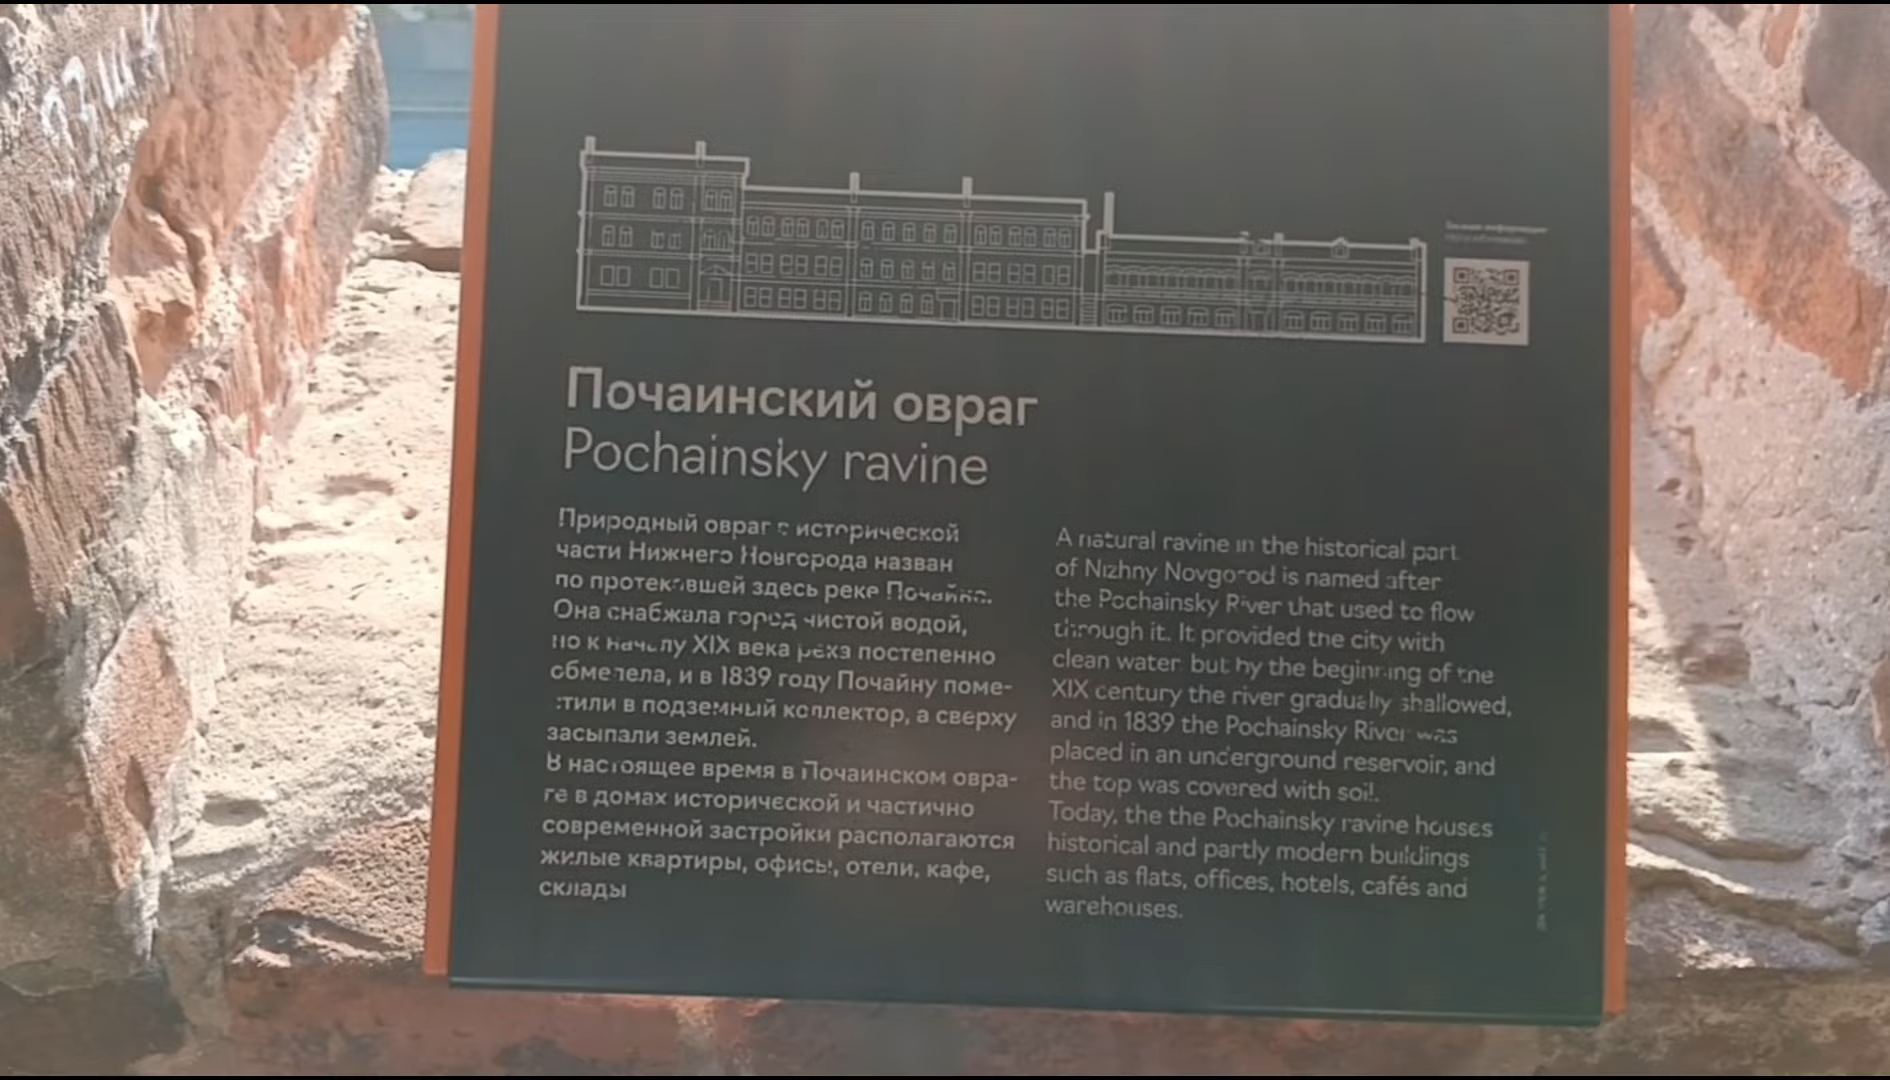 Почаинский овраг
Pochainsky ravine
Природный овраг в исторической
части Нижнего Новгорода назван
по протекавшей здесь реке Почайне.
Она снабжала город чистой водой,
но к началу XIX века река постепенно
обмелела, и в 1839 году Почайну поме-
стили в подземный коллектор, а сверху
засыпали землей.
В настоящее время в Почаинском овра-
ге в домах исторической и частично
современной застройки располагаются
жилые квартиры, офисы, отели, кафе,
склады
A natural ravine in the historical part
of Nizhny Novgorod is named after
the Pochainsky River that used to flow
through it. It provided the city with
clean water but by the beginning of the
XIX century the river gradually shallowed,
and in 1839 the Pochainsky River was
placed in an underground reservoir, and
the top was covered with soil.
Today, the the Pochainsky ravine houses
historical and partly modern buildings
such as flats, offices, hotels, cafés and
warehouses.